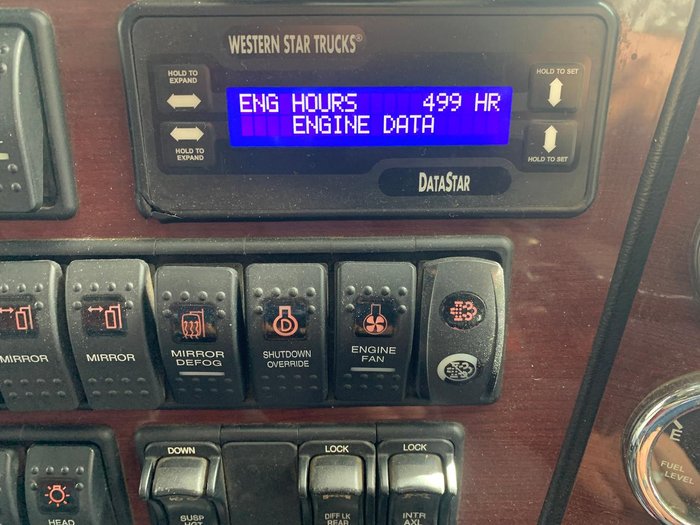 WESTERN STAR TRUCKS®
HOLD TO
EXPAND
HOLD TO SET
ENG HOURS 499 HR
ENGINE DATA
HOLD TO
EXPAND
HOLD TO SET
DATASTAR
MIRROR
MIRROR
MIRROR
DEFOG
SHUTDOWN
OVERRIDE
ENGINE
FAN
E
FUEL
LEVEL
DOWN
LOCK
LOCK
HEAD
SUSP
DIFF LK
REAR
INTR
AXL